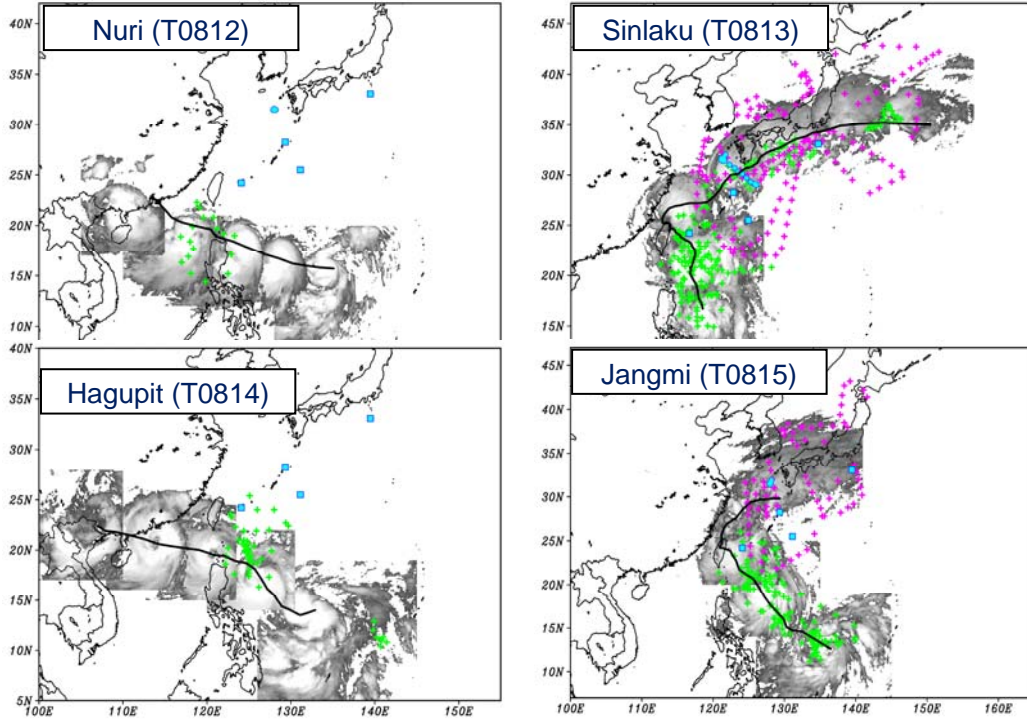 Nuri (T0812)
40N
35N
30N
25N
20N
15N
10N
100E 110E 120E 130E 140E 150E
Sinlaku (T0813)
45N
40N
35N
30N
25N
20N
15N
100E 110E 120E 130E 140E 150E 160E
Hagupit (T0814)
40N
35N
30N
25N
20N
15N
10N
5N
100E 110E 120E 130E 140E 150E
Jangmi (T0815)
45N
40N
35N
30N
25N
20N
15N
10N
100E 110E 120E 130E 140E 150E 160E